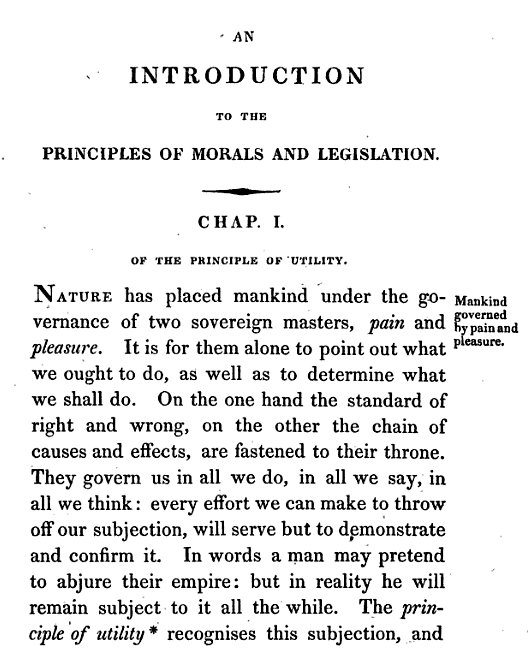 AN
INTRODUCTION
TO THE
PRINCIPLES OF MORALS AND LEGISLATION.
CHAP. I.
OF THE PRINCIPLE OF UTILITY.
NATURE has placed mankind under the go-
vernance of two sovereign masters, pain and
pleasure. It is for them alone to point out what
we ought to do, as well as to determine what
we shall do. On the one hand the standard of
right and wrong, on the other the chain of
causes and effects, are fastened to their throne.
They govern us in all we do, in all we say, in
all we think: every effort we can make to throw
off our subjection, will serve but to demonstrate
and confirm it. In words a man may pretend
to abjure their empire: but in reality he will
remain subject to it all the while. The prin-
ciple of utility * recognises this subjection, and
Mankind
governed
by pain and
pleasure.